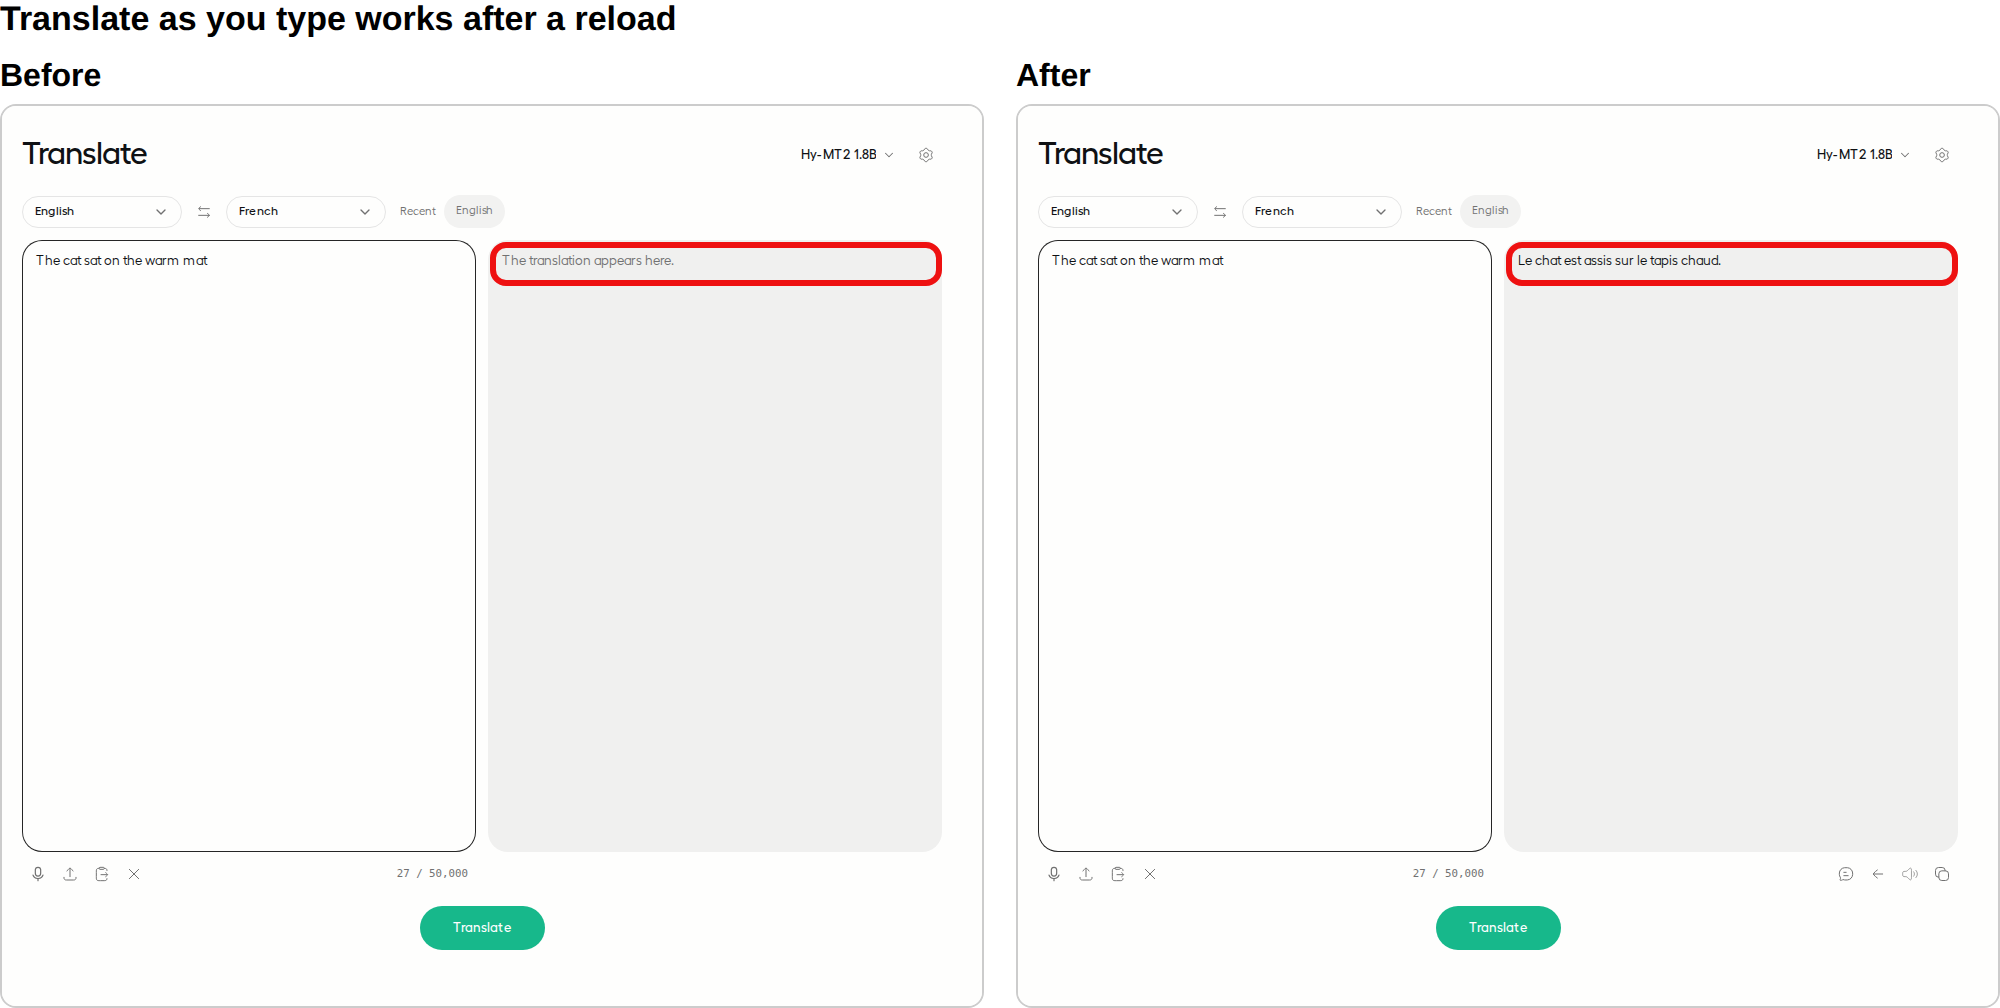 Translate as you type works after a reload
Before
Translate
Hy-MT2 1.8B
English
French
Recent
English
The cat sat on the warm mat
The translation appears here.
27 / 50,000
Translate
After
Translate
Hy-MT2 1.8B
English
French
Recent
English
The cat sat on the warm mat
Le chat est assis sur le tapis chaud.
27 / 50,000
Translate